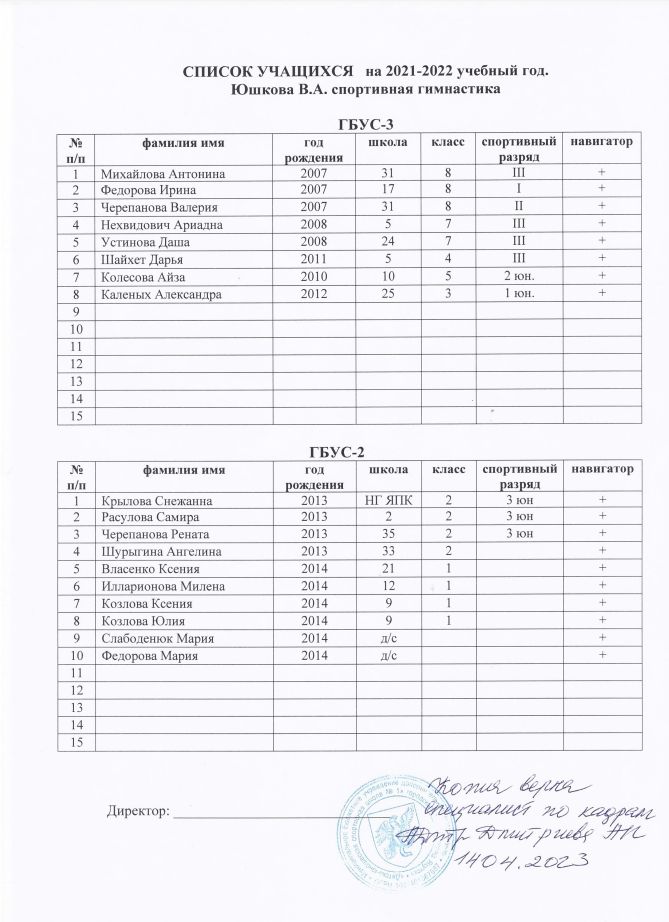 СПИСОК УЧАЩИХСЯ на 2021-2022 учебный год.
Юшкова В.А. спортивная гимнастика
ГБУС-3
№ п/п фамилия имя год рождения школа класс спортивный разряд навигатор
1 Михайлова Антонина 2007 31 8 III +
2 Федорова Ирина 2007 17 8 I +
3 Черепанова Валерия 2007 31 8 II +
4 Нехвидович Ариадна 2008 5 7 III +
5 Устинова Даша 2008 24 7 III +
6 Шайхет Дарья 2011 5 4 III +
7 Колесова Айза 2010 10 5 2 юн. +
8 Каленых Александра 2012 25 3 1 юн. +
9
10
11
12
13
14
15
ГБУС-2
№ п/п фамилия имя год рождения школа класс спортивный разряд навигатор
1 Крылова Снежанна 2013 НГ ЯПК 2 3 юн +
2 Расулова Самира 2013 2 2 3 юн +
3 Черепанова Рената 2013 35 2 3 юн +
4 Шурыгина Ангелина 2013 33 2 +
5 Власенко Ксения 2014 21 1 +
6 Илларионова Милена 2014 12 1 +
7 Козлова Ксения 2014 9 1 +
8 Козлова Юлия 2014 9 1 +
9 Слабоденюк Мария 2014 д/с +
10 Федорова Мария 2014 д/с +
11
12
13
14
15
Копия верна
Директор: специалист по кадрам
Дмитриева АП
14 04. 2023